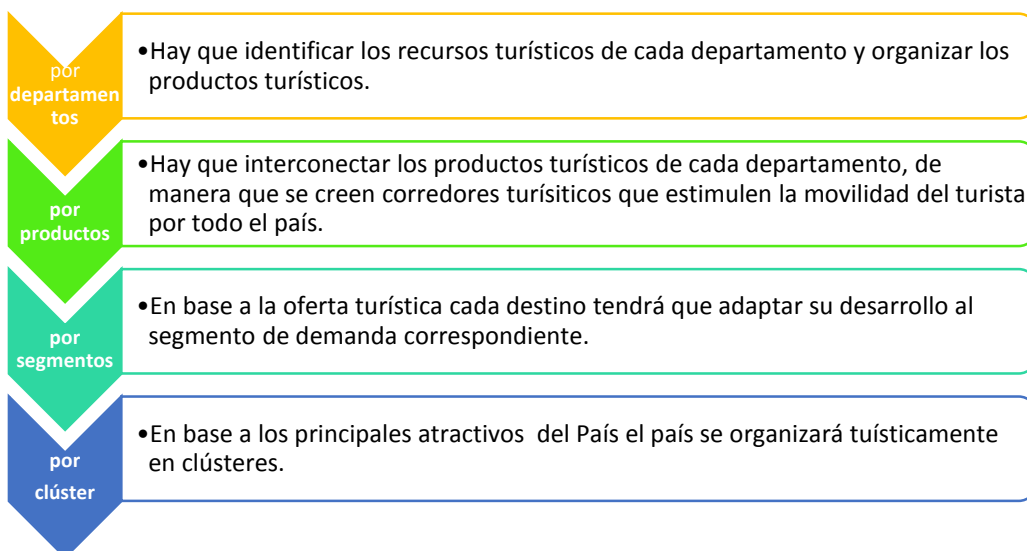 por
departamen
tos
•Hay que identificar los recursos turísticos de cada departamento y organizar los
productos turísticos.
por
productos
•Hay que interconectar los productos turísticos de cada departamento, de
manera que se creen corredores turísiticos que estimulen la movilidad del turista
por todo el país.
por
segmentos
•En base a la oferta turística cada destino tendrá que adaptar su desarrollo al
segmento de demanda correspondiente.
por
clúster
•En base a los principales atractivos del País el país se organizará tuísticamente
en clústeres.